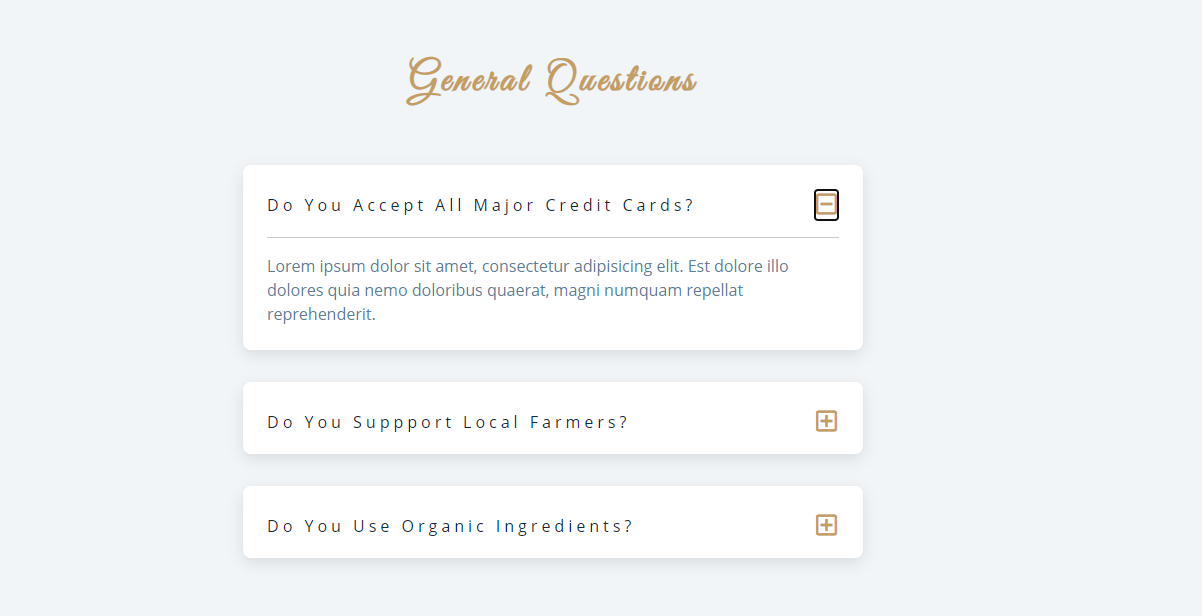 General Questions
Do You Accept All Major Credit Cards?
Lorem ipsum dolor sit amet, consectetur adipisicing elit. Est dolore illo
dolores quia nemo doloribus quaerat, magni numquam repellat
reprehenderit.
Do You Suppport Local Farmers?
Do You Use Organic Ingredients?